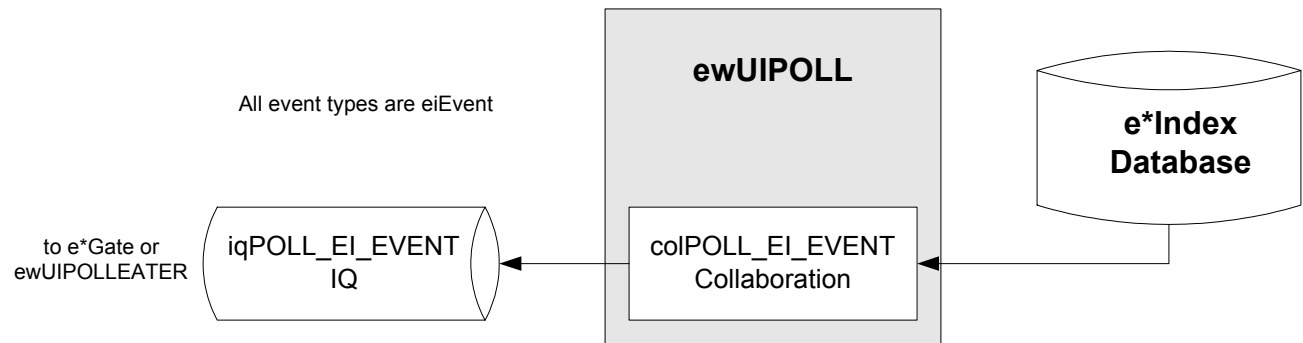 ewUIPOLL
All event types are eiEvent
e*Index
Database
to e*Gate or
ewUIPOLLEATER
iqPOLL_EI_EVENT
IQ
colPOLL_EI_EVENT
Collaboration